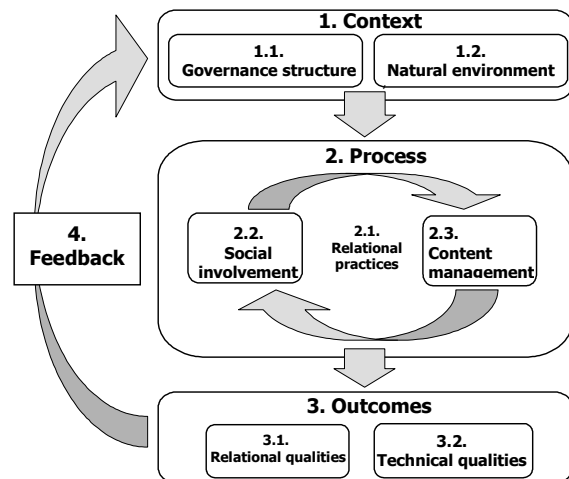 1. Context
1.1.
Governance structure
1.2.
Natural environment
2. Process
2.2.
Social
involvement
2.1.
Relational
practices
2.3.
Content
management
4.
Feedback
3. Outcomes
3.1.
Relational qualities
3.2.
Technical qualities